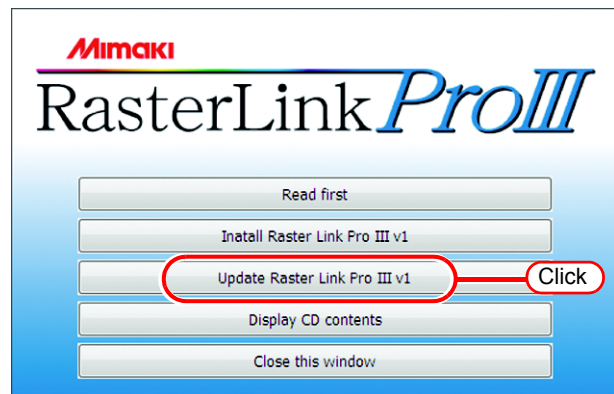 Mimaki
RasterLink ProIII
Read first
Inatall Raster Link Pro III v1
Update Raster Link Pro III v1
Click
Display CD contents
Close this window